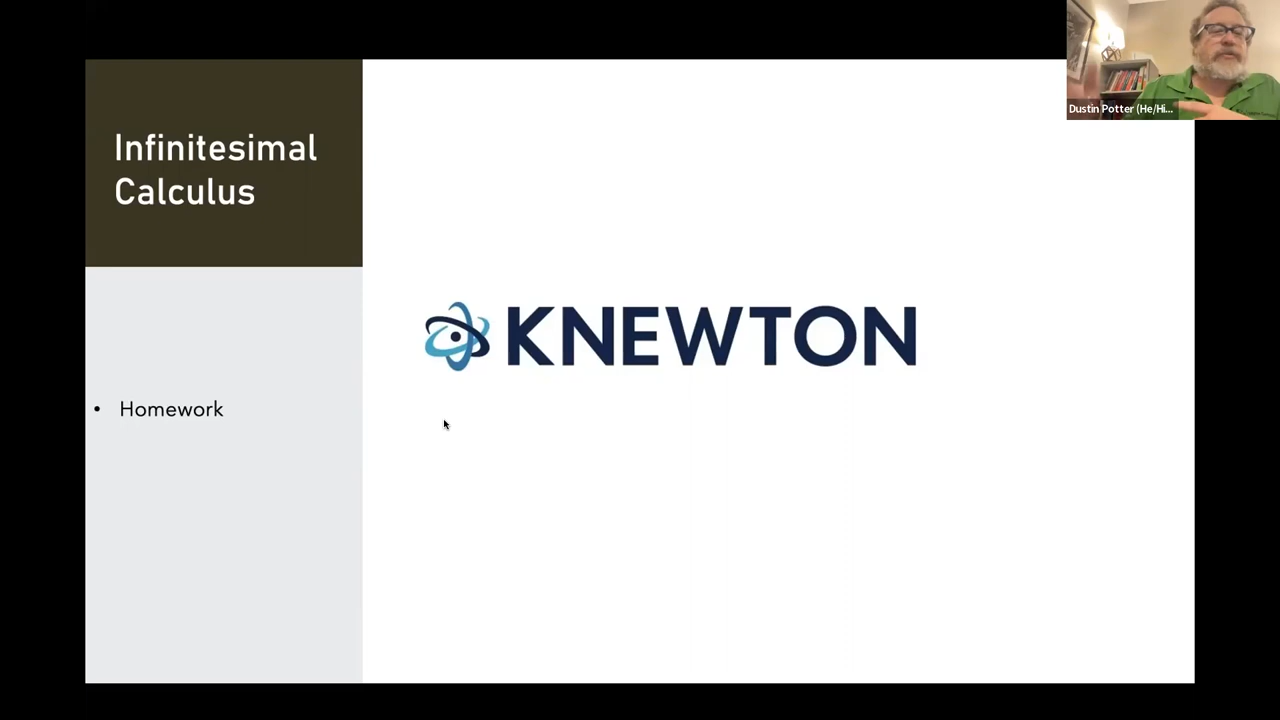 Infinitesimal
Calculus
• Homework
KNEWTON
Dustin Potter (He/Hi...